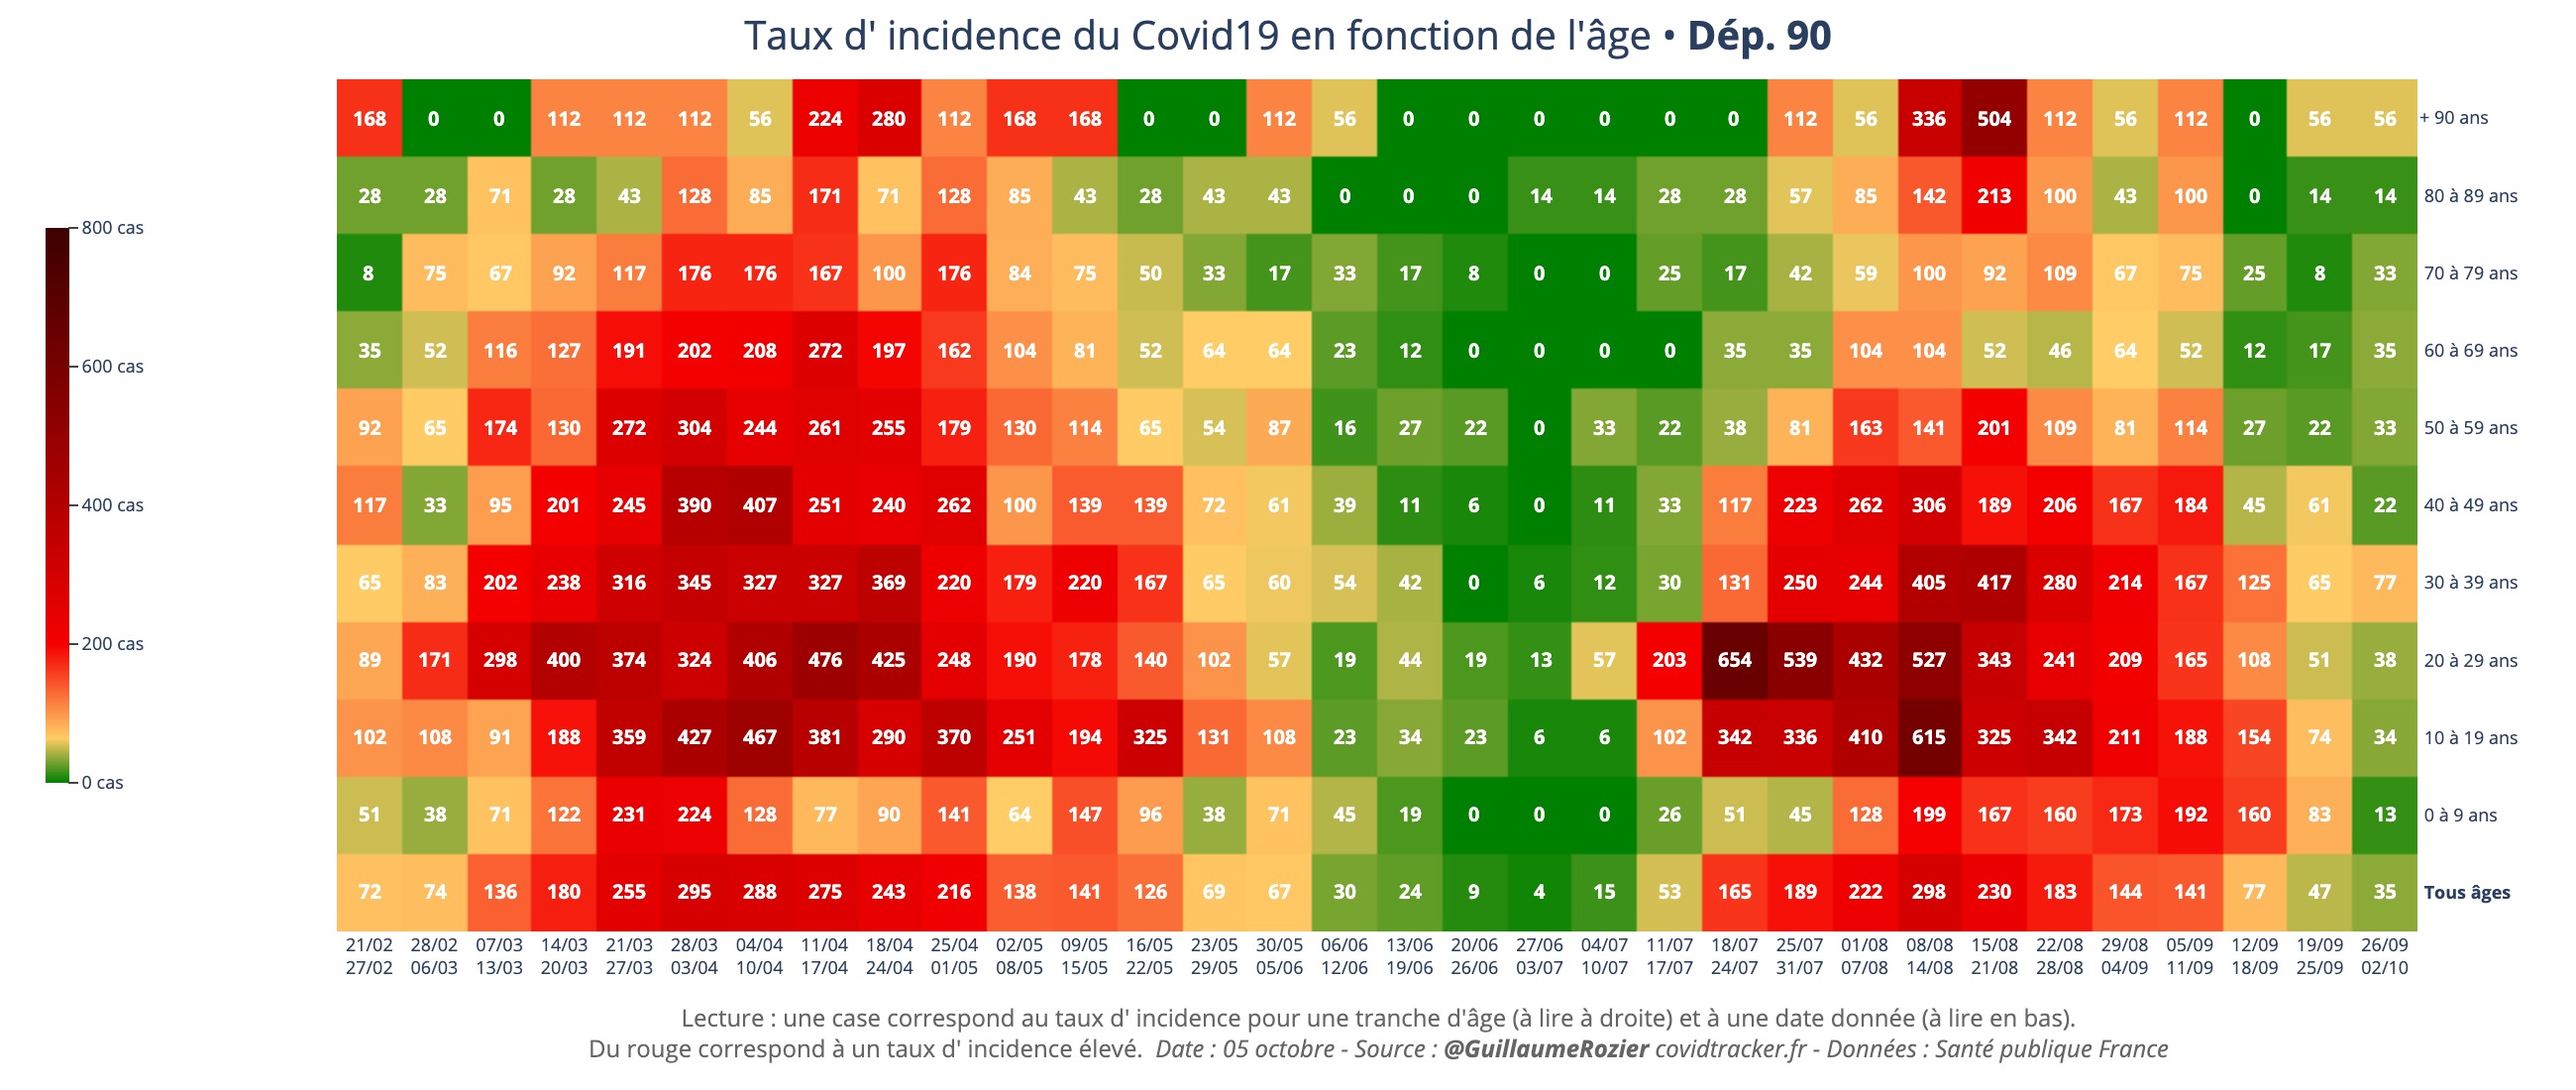 Taux d' incidence du Covid19 en fonction de l'âge • Dép. 90
168 0 0 112 112 112 56 224 280 112 168 168 0 0 112 56 0 0 0 0 0 0 112 56 336 504 112 56 112 0 56 56 + 90 ans
28 28 71 28 43 128 85 171 71 128 85 43 28 43 43 0 0 0 14 14 28 28 57 85 142 213 100 43 100 0 14 14 80 à 89 ans
8 75 67 92 117 176 176 167 100 176 84 75 50 33 17 33 17 8 0 0 25 17 42 59 100 92 109 67 75 25 8 33 70 à 79 ans
35 52 116 127 191 202 208 272 197 162 104 81 52 64 64 23 12 0 0 0 0 35 35 104 104 52 46 64 52 12 17 35 60 à 69 ans
92 65 174 130 272 304 244 261 255 179 130 114 65 54 87 16 27 22 0 33 22 38 81 163 141 201 109 81 114 27 22 33 50 à 59 ans
117 33 95 201 245 390 407 251 240 262 100 139 139 72 61 39 11 6 0 11 33 117 223 262 306 189 206 167 184 45 61 22 40 à 49 ans
65 83 202 238 316 345 327 327 369 220 179 220 167 65 60 54 42 0 6 12 30 131 250 244 405 417 280 214 167 125 65 77 30 à 39 ans
89 171 298 400 374 324 406 476 425 248 190 178 140 102 57 19 44 19 13 57 203 654 539 432 527 343 241 209 165 108 51 38 20 à 29 ans
102 108 91 188 359 427 467 381 290 370 251 194 325 131 108 23 34 23 6 6 102 342 336 410 615 325 342 211 188 154 74 34 10 à 19 ans
51 38 71 122 231 224 128 77 90 141 64 147 96 38 71 45 19 0 0 0 26 51 45 128 199 167 160 173 192 160 83 13 0 à 9 ans
72 74 136 180 255 295 288 275 243 216 138 141 126 69 67 30 24 9 4 15 53 165 189 222 298 230 183 144 141 77 47 35 Tous âges
21/02 28/02 07/03 14/03 21/03 28/03 04/04 11/04 18/04 25/04 02/05 09/05 16/05 23/05 30/05 06/06 13/06 20/06 27/06 04/07 11/07 18/07 25/07 01/08 08/08 15/08 22/08 29/08 05/09 12/09 19/09 26/09
27/02 06/03 13/03 20/03 27/03 03/04 10/04 17/04 24/04 01/05 08/05 15/05 22/05 29/05 05/06 12/06 19/06 26/06 03/07 10/07 17/07 24/07 31/07 07/08 14/08 21/08 28/08 04/09 11/09 18/09 25/09 02/10
800 cas
600 cas
400 cas
200 cas
0 cas
Lecture : une case correspond au taux d' incidence pour une tranche d'âge (à lire à droite) et à une date donnée (à lire en bas).
Du rouge correspond à un taux d' incidence élevé. Date : 05 octobre - Source : @GuillaumeRozier covidtracker.fr - Données : Santé publique France